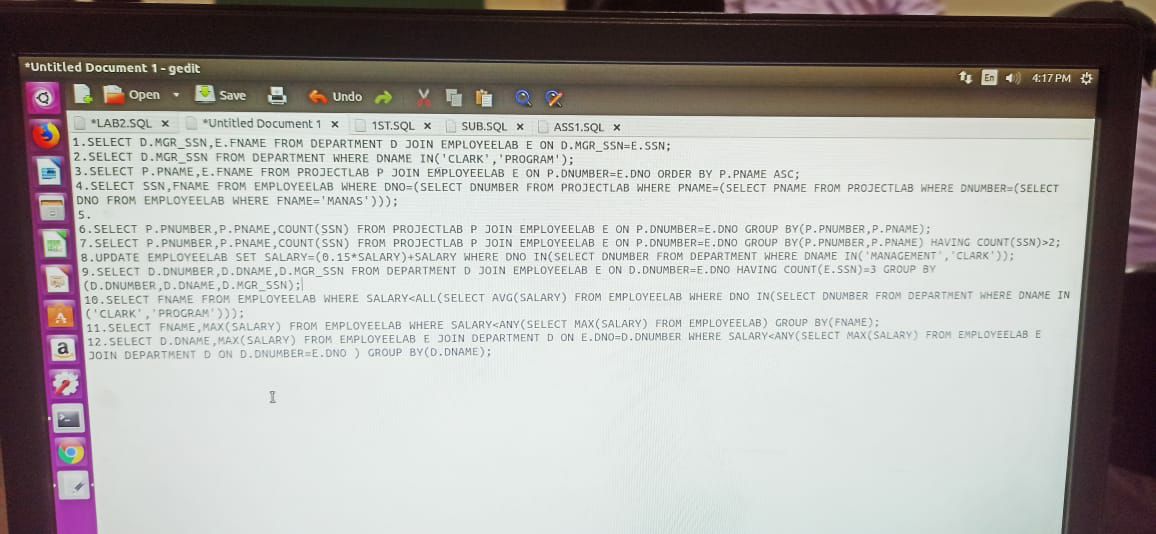 *Untitled Document 1 - gedit
En 4:17 PM
Open Save Undo
*LAB2.SQL × *Untitled Document 1 × 1ST.SQL × SUB.SQL × ASS1.SQL ×
1.SELECT D.MGR_SSN,E.FNAME FROM DEPARTMENT D JOIN EMPLOYEELAB E ON D.MGR_SSN=E.SSN;
2.SELECT D.MGR_SSN FROM DEPARTMENT WHERE DNAME IN('CLARK','PROGRAM');
3.SELECT P.PNAME,E.FNAME FROM PROJECTLAB P JOIN EMPLOYEELAB E ON P.DNUMBER=E.DNO ORDER BY P.PNAME ASC;
4.SELECT SSN,FNAME FROM EMPLOYEELAB WHERE DNO=(SELECT DNUMBER FROM PROJECTLAB WHERE PNAME=(SELECT PNAME FROM PROJECTLAB WHERE DNUMBER=(SELECT
DNO FROM EMPLOYEELAB WHERE FNAME='MANAS')));
5.
6.SELECT P.PNUMBER,P.PNAME,COUNT(SSN) FROM PROJECTLAB P JOIN EMPLOYEELAB E ON P.DNUMBER=E.DNO GROUP BY(P.PNUMBER,P.PNAME);
7.SELECT P.PNUMBER,P.PNAME,COUNT(SSN) FROM PROJECTLAB P JOIN EMPLOYEELAB E ON P.DNUMBER=E.DNO GROUP BY(P.PNUMBER,P.PNAME) HAVING COUNT(SSN)>2;
8.UPDATE EMPLOYEELAB SET SALARY=(0.15*SALARY)+SALARY WHERE DNO IN(SELECT DNUMBER FROM DEPARTMENT WHERE DNAME IN('MANAGEMENT','CLARK'));
9.SELECT D.DNUMBER,D.DNAME,D.MGR_SSN FROM DEPARTMENT D JOIN EMPLOYEELAB E ON D.DNUMBER=E.DNO HAVING COUNT(E.SSN)=3 GROUP BY
(D.DNUMBER,D.DNAME,D.MGR_SSN);
10.SELECT FNAME FROM EMPLOYEELAB WHERE SALARY<ALL(SELECT AVG(SALARY) FROM EMPLOYEELAB WHERE DNO IN(SELECT DNUMBER FROM DEPARTMENT WHERE DNAME IN
('CLARK','PROGRAM')));
11.SELECT FNAME,MAX(SALARY) FROM EMPLOYEELAB WHERE SALARY<ANY(SELECT MAX(SALARY) FROM EMPLOYEELAB) GROUP BY(FNAME);
12.SELECT D.DNAME,MAX(SALARY) FROM EMPLOYEELAB E JOIN DEPARTMENT D ON E.DNO=D.DNUMBER WHERE SALARY<ANY(SELECT MAX(SALARY) FROM EMPLOYEELAB E
JOIN DEPARTMENT D ON D.DNUMBER=E.DNO ) GROUP BY(D.DNAME);